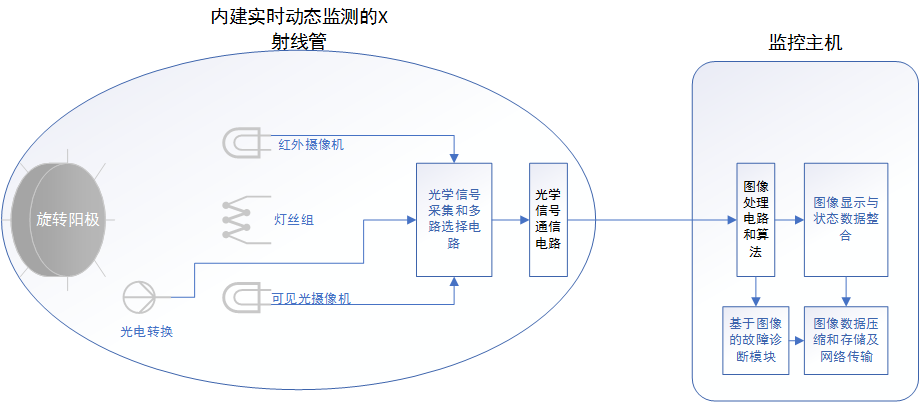 内建实时动态监测的X
射线管
监控主机
红外摄像机
旋转阳极
灯丝组
光电转换
可见光摄像机
光学信号
采集和多
路选择电
路
光学
信号
通信
电路
图像
处理
电路
和算
法
图像显示与
状态数据整
合
基于图像
的故障诊
断模块
图像数据压
缩和存储及
网络传输